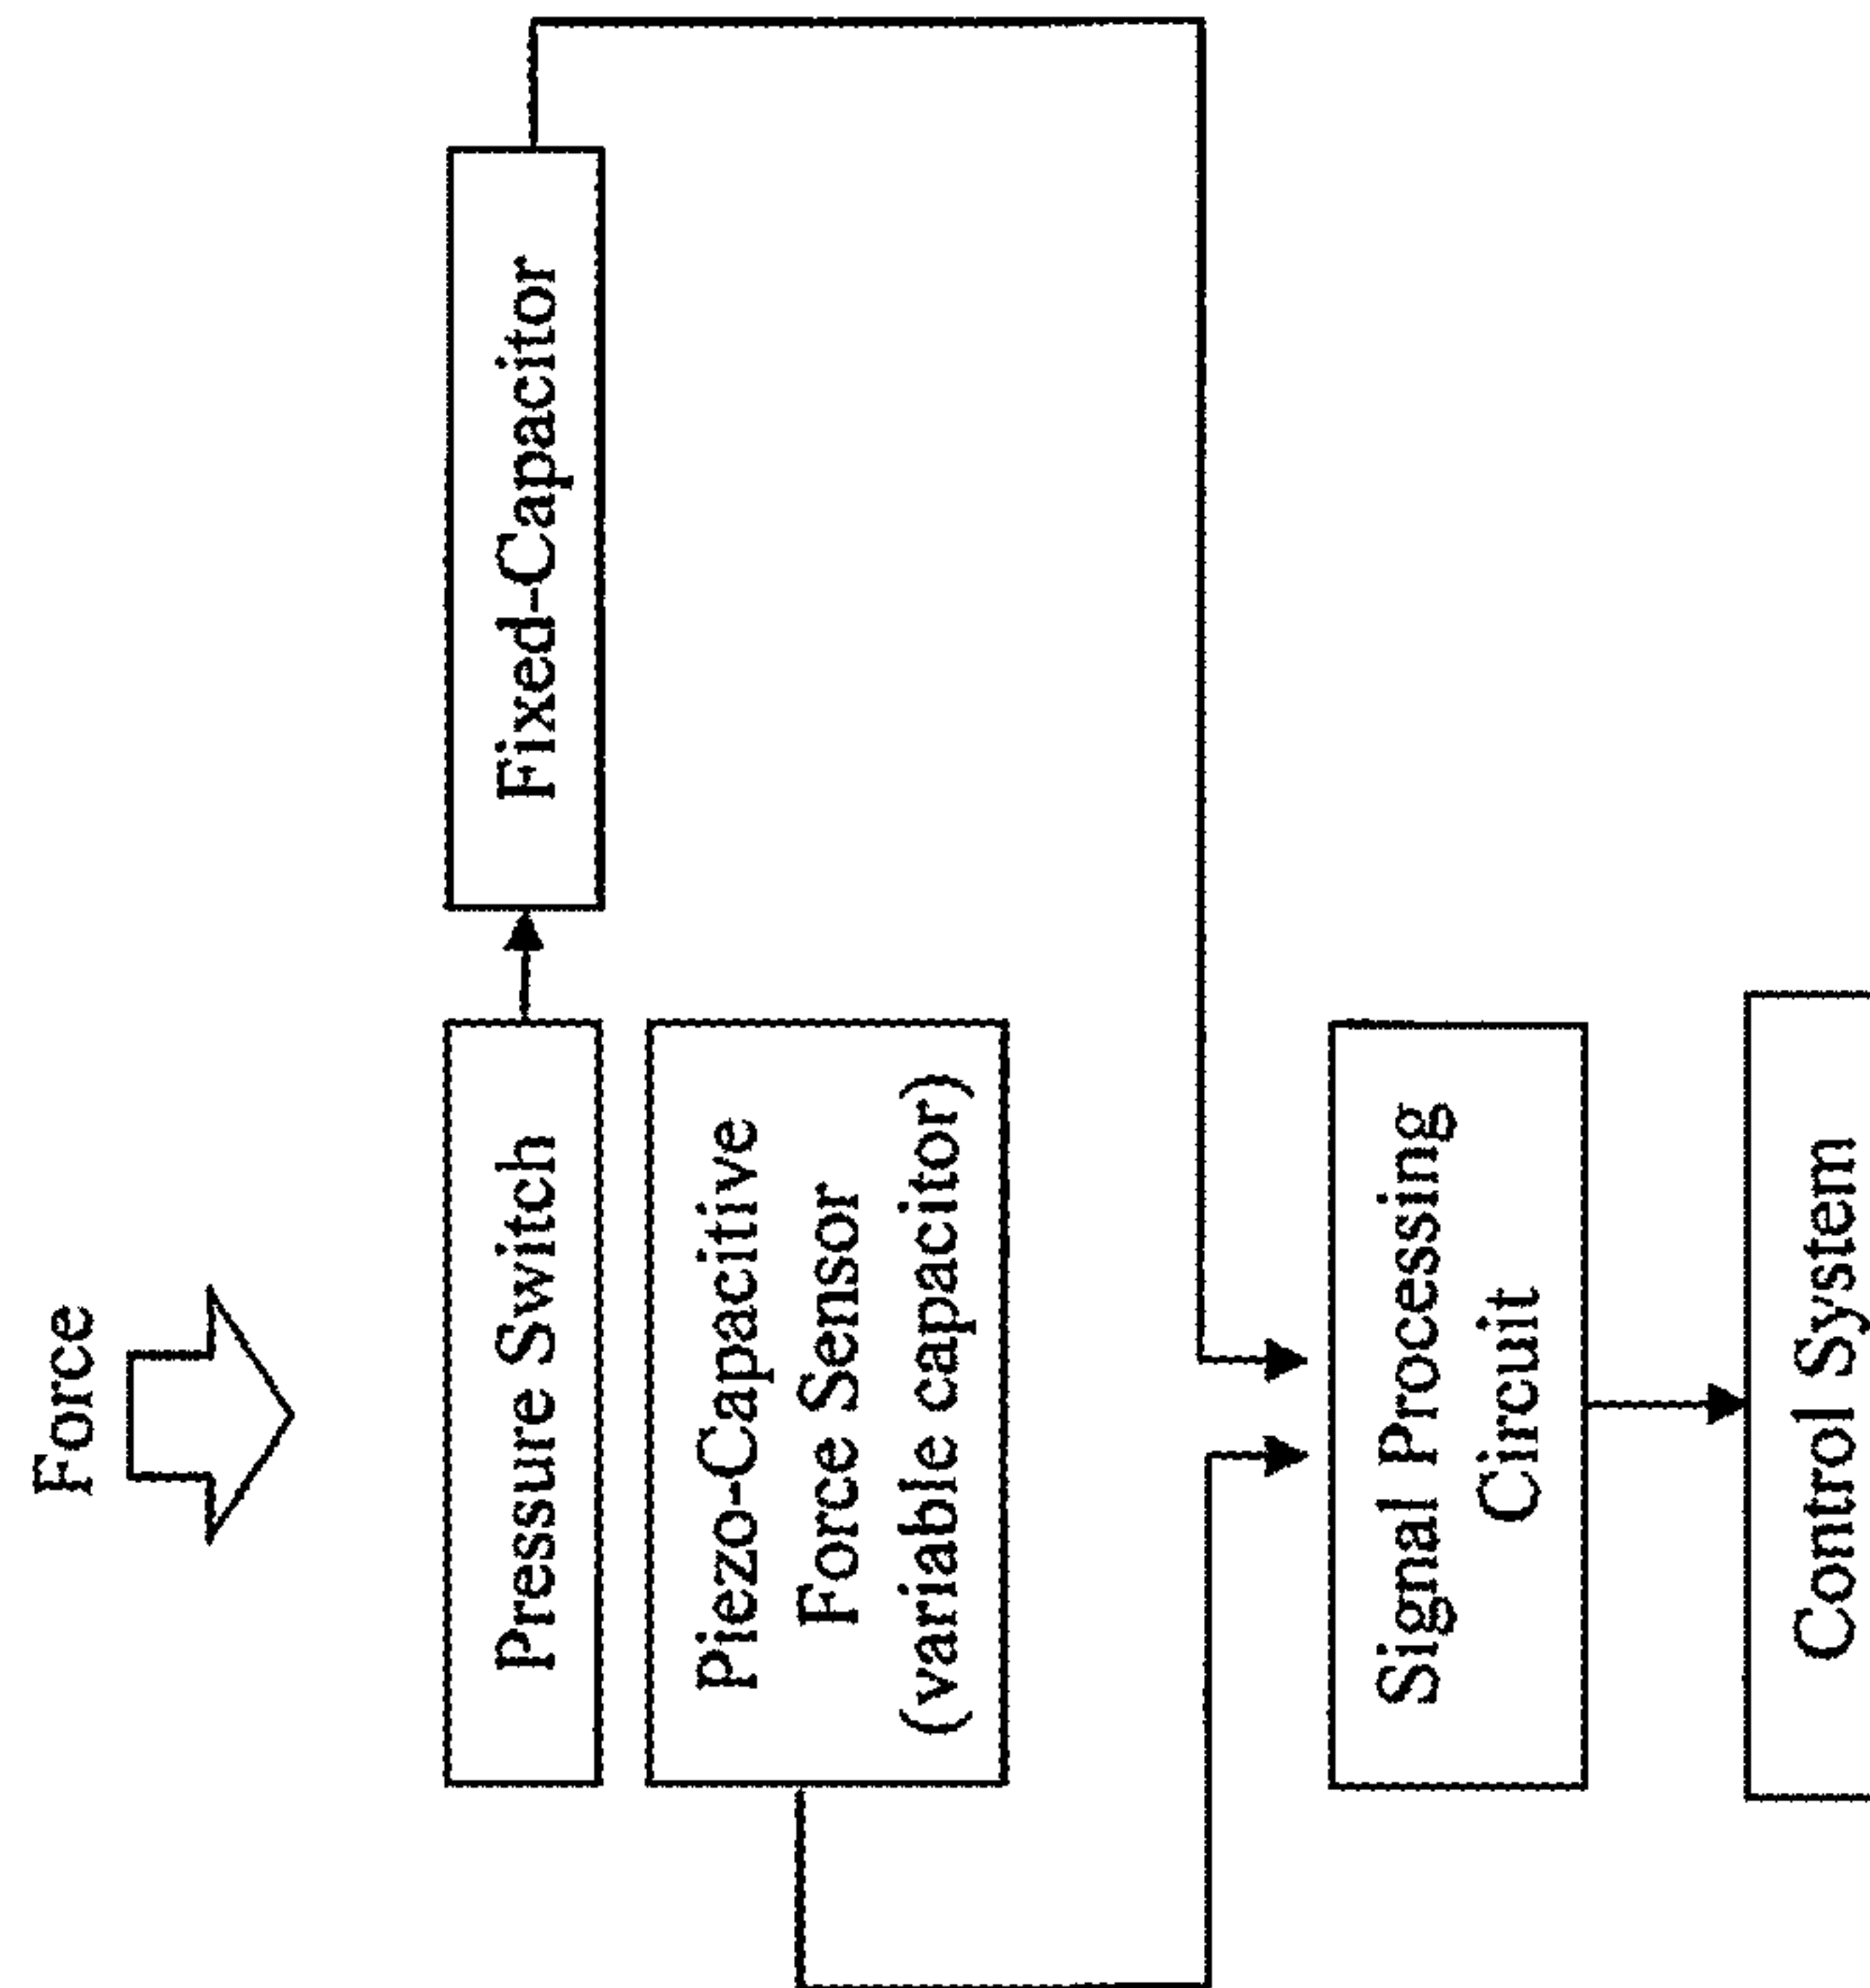 Force
Pressure Switch
Fixed-Capacitor
Piezo-Capacitive
Force Sensor
(variable capacitor)
Signal Processing
Circuit
Control System